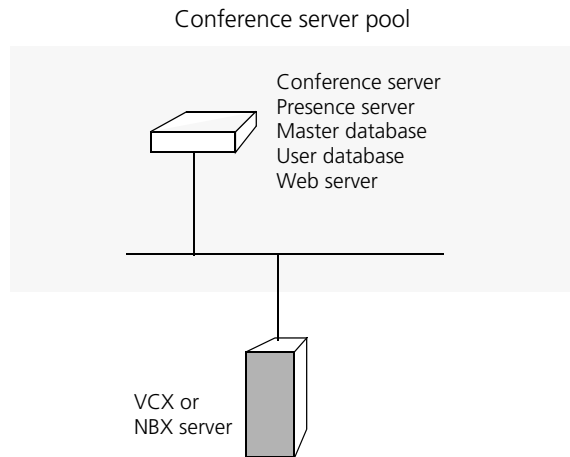 Conference server pool
Conference server
Presence server
Master database
User database
Web server
VCX or
NBX server